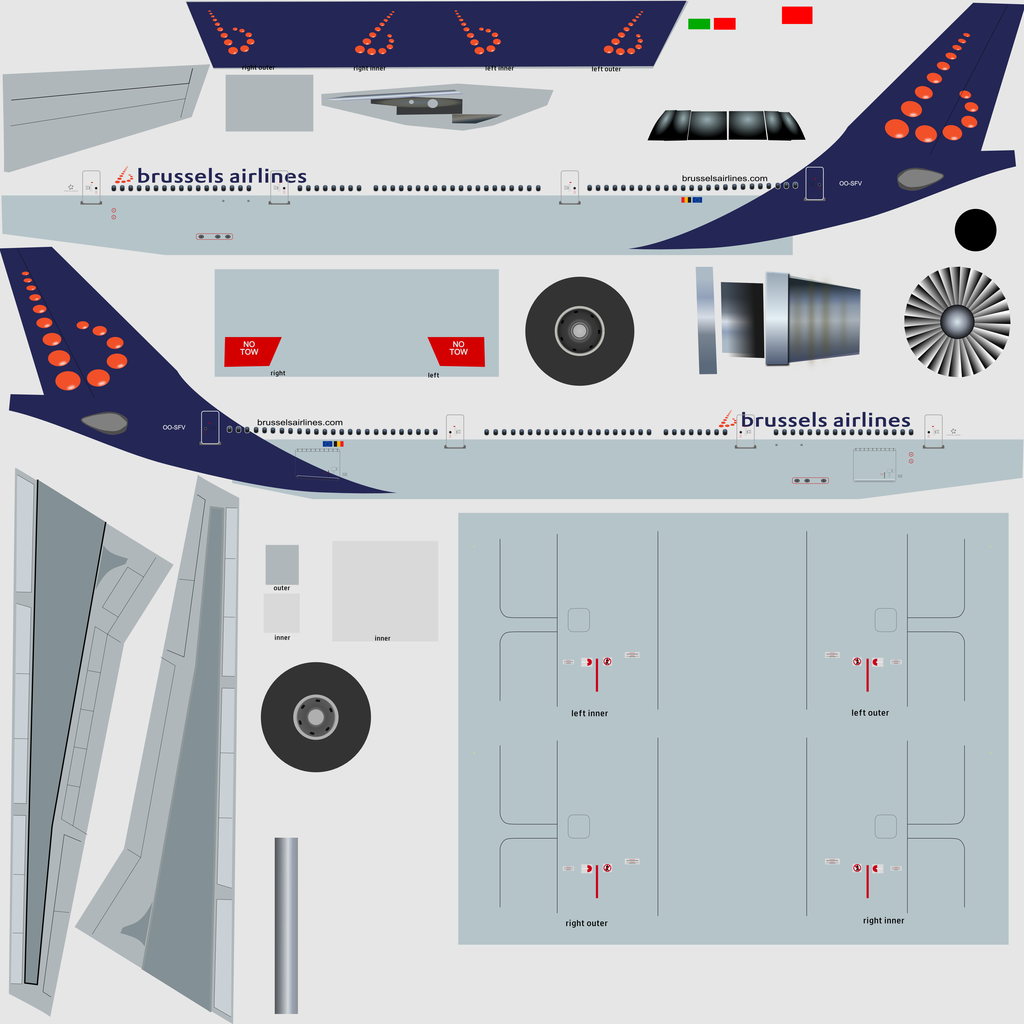 right outer
right inner
left inner
left outer
brussels airlines
brusselsairlines.com
OO-SFV
NO
TOW
NO
TOW
right
left
OO-SFV
brusselsairlines.com
brussels airlines
outer
inner
inner
left inner
left outer
right outer
right inner